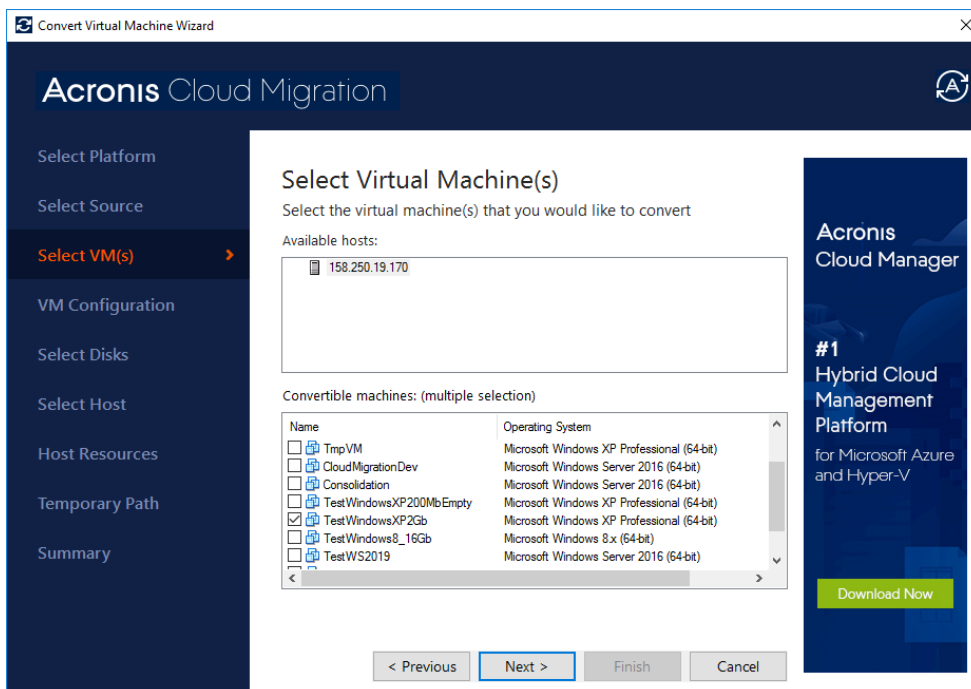 Convert Virtual Machine Wizard
Acronis Cloud Migration
Select Platform
Select Source
Select VM(s)
VM Configuration
Select Disks
Select Host
Host Resources
Temporary Path
Summary
Select Virtual Machine(s)
Select the virtual machine(s) that you would like to convert
Available hosts:
158.250.19.170
Convertible machines: (multiple selection)
Name Operating System
TmpVM Microsoft Windows XP Professional (64-bit)
CloudMigrationDev Microsoft Windows Server 2016 (64-bit)
Consolidation Microsoft Windows Server 2016 (64-bit)
TestWindowsXP200MbEmpty Microsoft Windows XP Professional (64-bit)
TestWindowsXP2Gb Microsoft Windows XP Professional (64-bit)
TestWindows8_16Gb Microsoft Windows 8.x (64-bit)
TestWS2019 Microsoft Windows Server 2016 (64-bit)
< Previous
Next >
Finish
Cancel
Acronis
Cloud Manager
#1
Hybrid Cloud
Management
Platform
for Microsoft Azure
and Hyper-V
Download Now